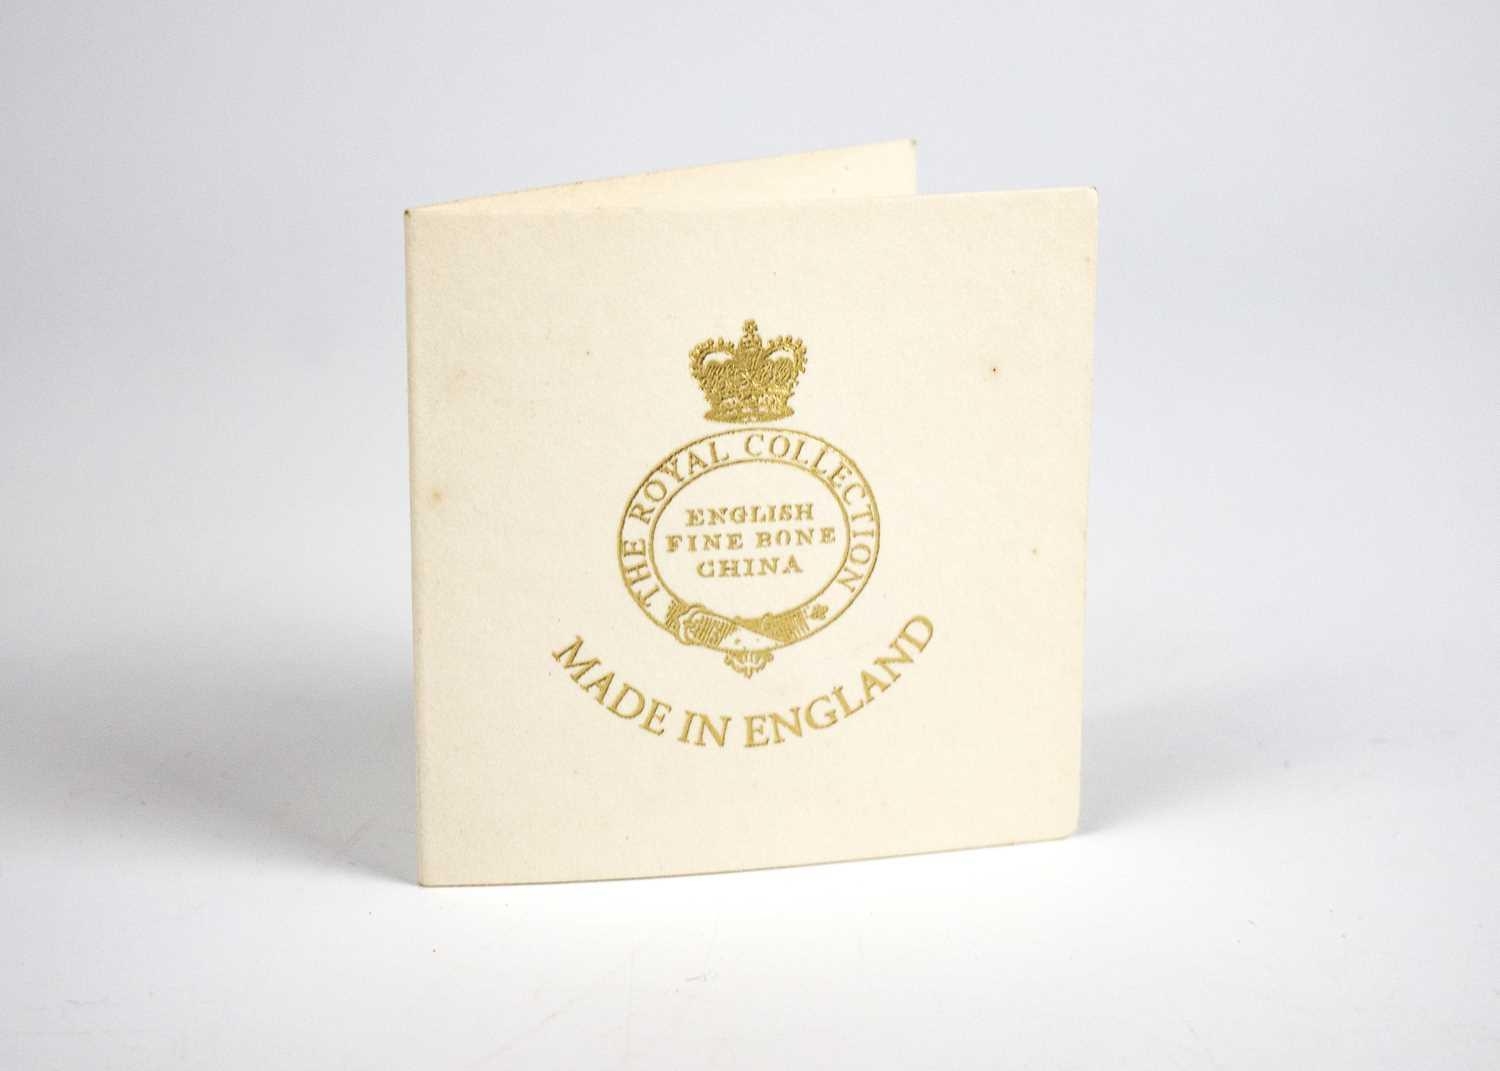 THE ROYAL COLLECTION
ENGLISH
FINE BONE
CHINA
MADE IN ENGLAND